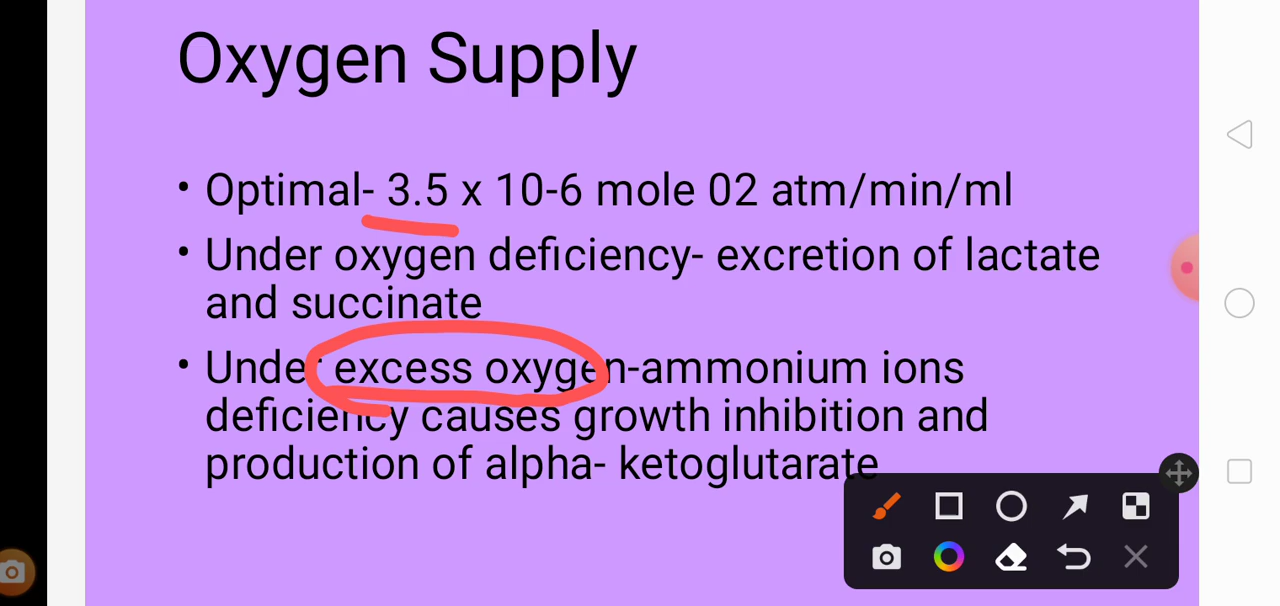 Oxygen Supply
• Optimal- 3.5 x 10-6 mole 02 atm/min/ml
• Under oxygen deficiency- excretion of lactate
and succinate
• Under excess oxygen-ammonium ions
deficiency causes growth inhibition and
production of alpha- ketoglutarate